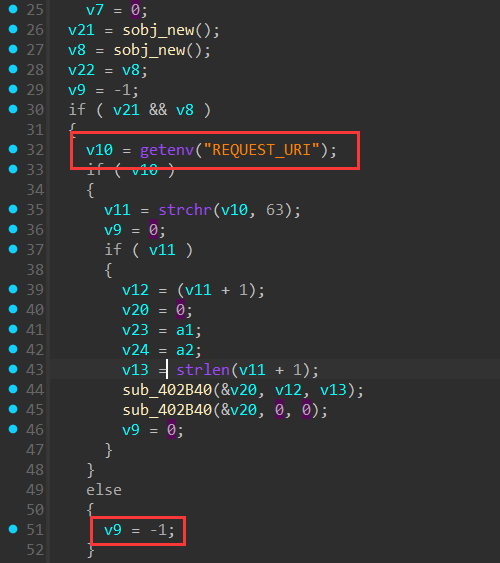 25 v7 = 0;
26 v21 = sobj_new();
27 v8 = sobj_new();
28 v22 = v8;
29 v9 = -1;
30 if ( v21 && v8 )
31 {
32 v10 = getenv("REQUEST_URI");
33 if ( v10 )
34 {
35 v11 = strchr(v10, 63);
36 v9 = 0;
37 if ( v11 )
38 {
39 v12 = (v11 + 1);
40 v20 = 0;
41 v23 = a1;
42 v24 = a2;
43 v13 = strlen(v11 + 1);
44 sub_402B40(&v20, v12, v13);
45 sub_402B40(&v20, 0, 0);
46 v9 = 0;
47 }
48 }
49 else
50 {
51 v9 = -1;
52 }